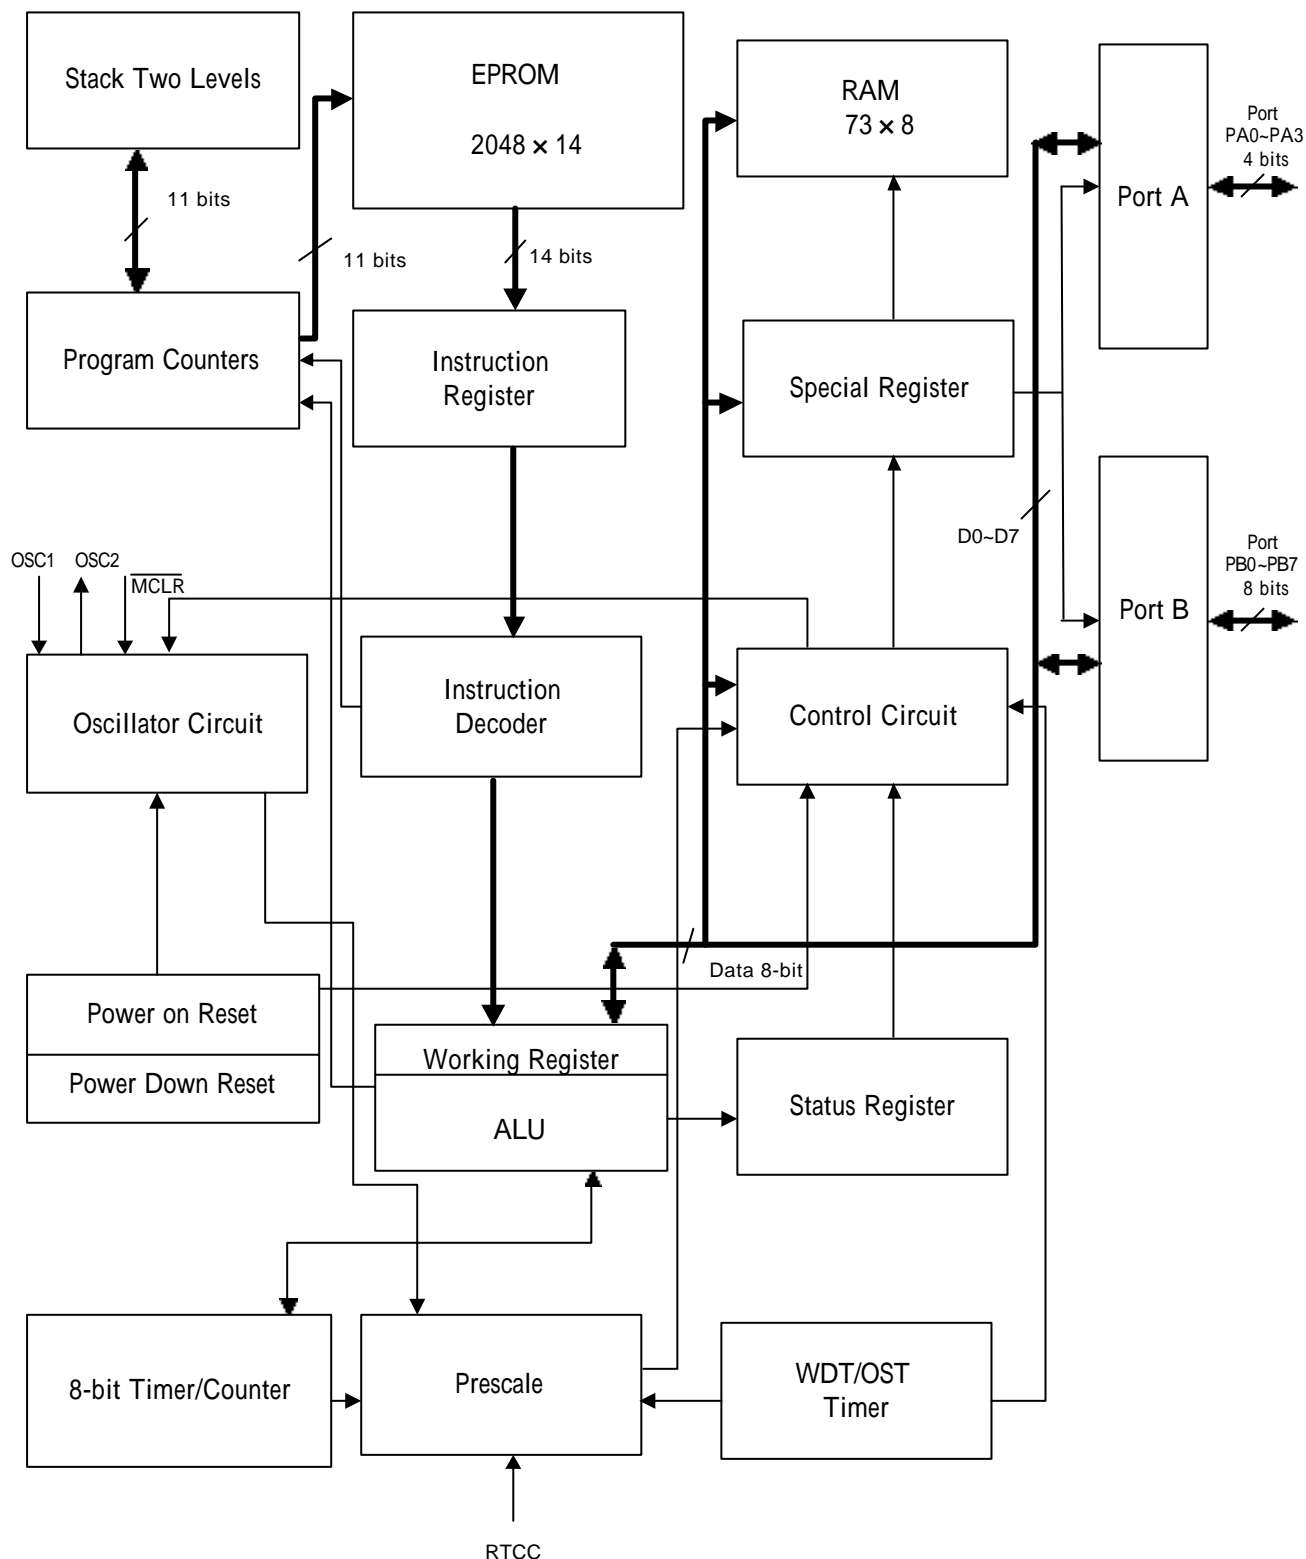 Stack Two Levels
EPROM
2048 × 14
RAM
73 × 8
Port A
Port
PA0~PA3
4 bits
11 bits
11 bits
14 bits
Program Counters
Instruction
Register
Special Register
D0~D7
Port B
Port
PB0~PB7
8 bits
OSC1
OSC2
MCLR
Oscillator Circuit
Instruction
Decoder
Control Circuit
Data 8-bit
Power on Reset
Power Down Reset
Working Register
ALU
Status Register
8-bit Timer/Counter
Prescale
WDT/OST
Timer
RTCC